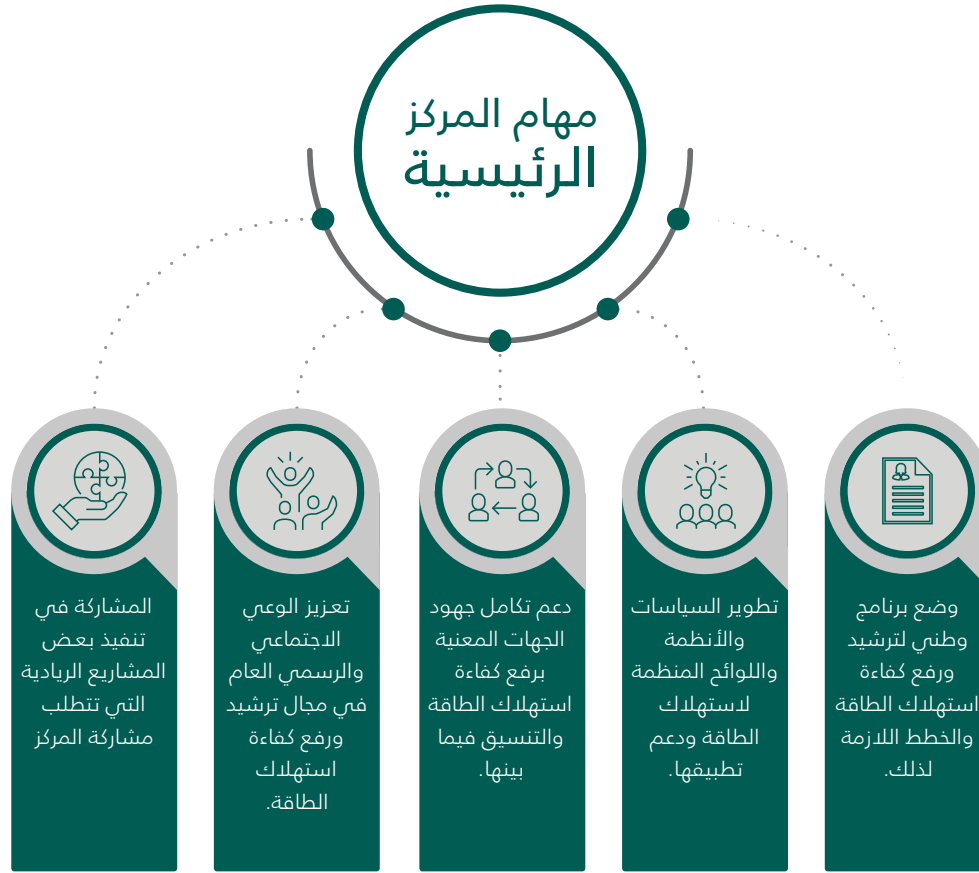 مهام المركز
الرئيسية
وضع برنامج
وطني لترشيد
ورفع كفاءة
استهلاك الطاقة
والخطط اللازمة
لذلك.
تطوير السياسات
والأنظمة
واللوائح المنظمة
لاستهلاك
الطاقة ودعم
تطبيقها.
دعم تكامل جهود
الجهات المعنية
برفع كفاءة
استهلاك الطاقة
والتنسيق فيما
بينها.
تعزيز الوعي
الاجتماعي
والرسمي العام
في مجال ترشيد
ورفع كفاءة
استهلاك
الطاقة.
المشاركة في
تنفيذ بعض
المشاريع الريادية
التي تتطلب
مشاركة المركز